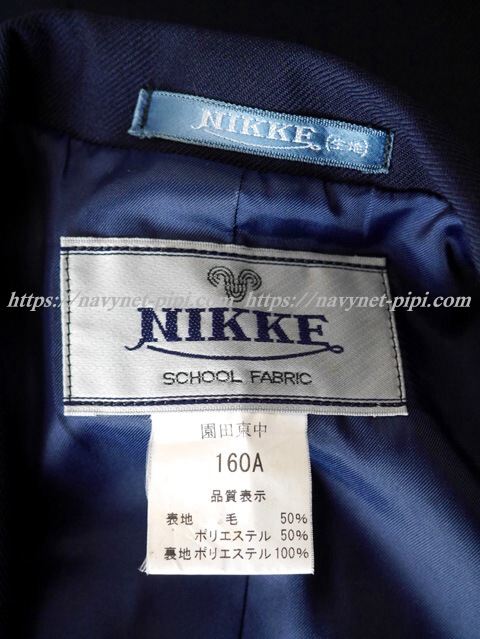 NIKKE (生地)
https://navynet-pipi.com https://navynet-pipi.com
NIKKE
SCHOOL FABRIC
園田東中
160A
品質表示
表地 毛 50%
ポリエステル 50%
裏地 ポリエステル 100%